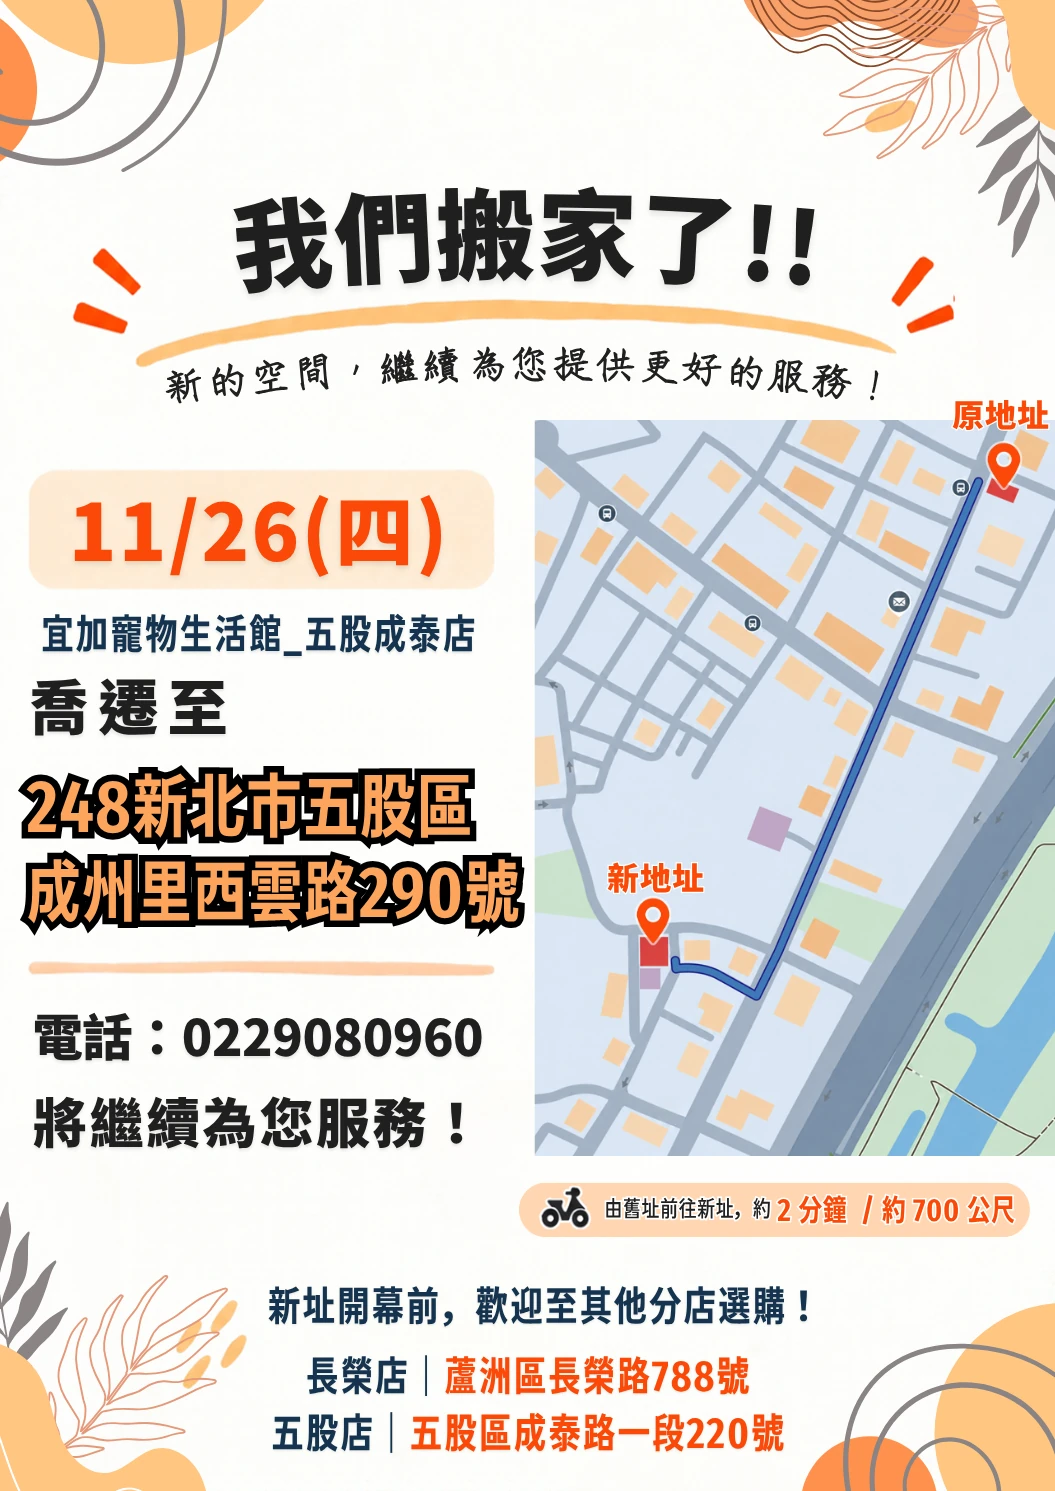 我們搬家了!!
新的空間，繼續為您提供更好的服務！
原地址
11/26(四)
宜加寵物生活館_五股成泰店
喬遷至
248新北市五股區
成州里西雲路290號
新地址
電話：0229080960
將繼續為您服務！
由舊址前往新址，約 2 分鐘 / 約 700 公尺
新址開幕前，歡迎至其他分店選購！
長榮店｜蘆洲區長榮路788號
五股店｜五股區成泰路一段220號